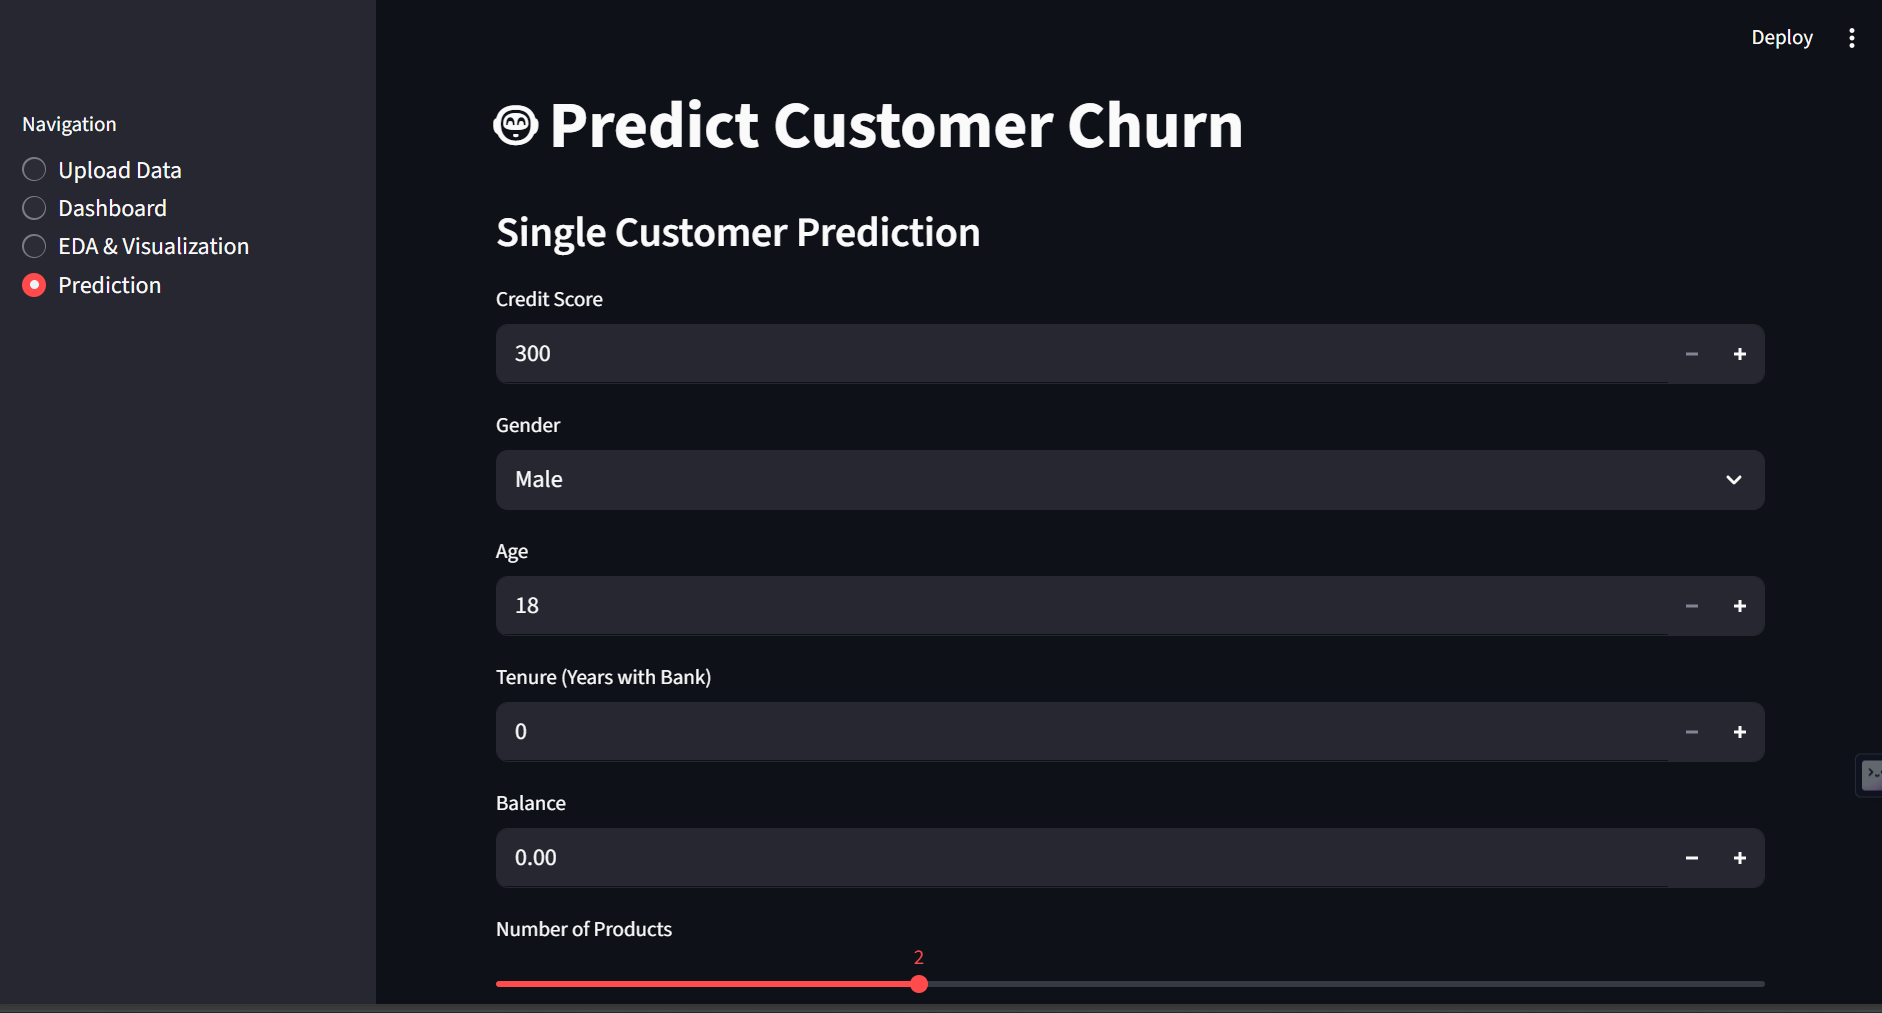 Deploy
Navigation
Upload Data
Dashboard
EDA & Visualization
Prediction
Predict Customer Churn
Single Customer Prediction
Credit Score
300
Gender
Male
Age
18
Tenure (Years with Bank)
0
Balance
0.00
Number of Products
2